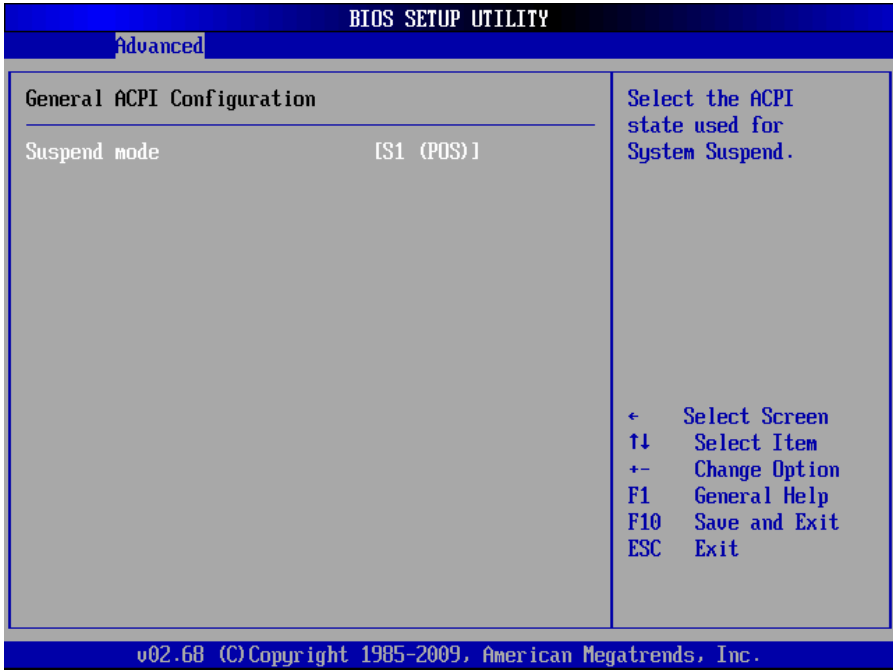 BIOS SETUP UTILITY
Advanced
General ACPI Configuration
Suspend mode [S1 (POS)]
Select the ACPI
state used for
System Suspend.
← Select Screen
↑↓ Select Item
+- Change Option
F1 General Help
F10 Save and Exit
ESC Exit
v02.68 (C)Copyright 1985-2009, American Megatrends, Inc.